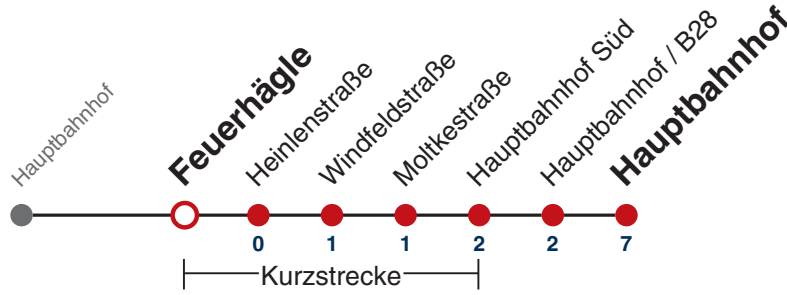 Hauptbahnhof
Feuerhägle
Heinlenstraße
Windfeldstraße
Moltkestraße
Hauptbahnhof Süd
Hauptbahnhof / B28
Hauptbahnhof
0 1 1 2 2 7
Kurzstrecke